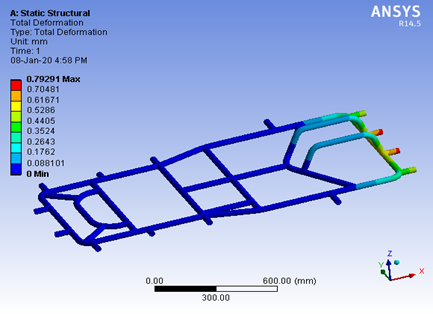 A: Static Structural
Total Deformation
Type: Total Deformation
Unit: mm
Time: 1
08-Jan-20 4:58 PM
ANSYS
R14.5
0.79291 Max
0.70481
0.61671
0.5286
0.4405
0.3524
0.2643
0.1762
0.088101
0 Min
0.00
600.00 (mm)
300.00
Z
Y
X